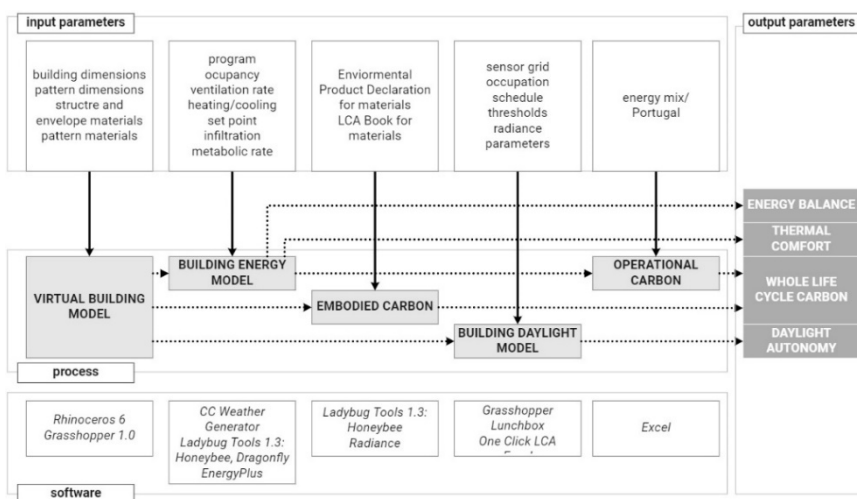 input parameters
output parameters
building dimensions
pattern dimensions
structre and
envelope materials
pattern materials
program
ocupancy
ventilation rate
heating/cooling
set point
infiltration
metabolic rate
Enviormental
Product Declaration
for materials
LCA Book for
materials
sensor grid
occupation
schedule
thresholds
radiance
parameters
energy mix/
Portugal
ENERGY BALANCE
THERMAL
COMFORT
WHOLE LIFE
CYCLE CARBON
DAYLIGHT
AUTONOMY
VIRTUAL BUILDING
MODEL
BUILDING ENERGY
MODEL
EMBODIED CARBON
BUILDING DAYLIGHT
MODEL
OPERATIONAL
CARBON
process
Rhinoceros 6
Grasshopper 1.0
CC Weather
Generator
Ladybug Tools 1.3:
Honeybee, Dragonfly
EnergyPlus
Ladybug Tools 1.3:
Honeybee
Radiance
Grasshopper
Lunchbox
One Click LCA
Excel
software